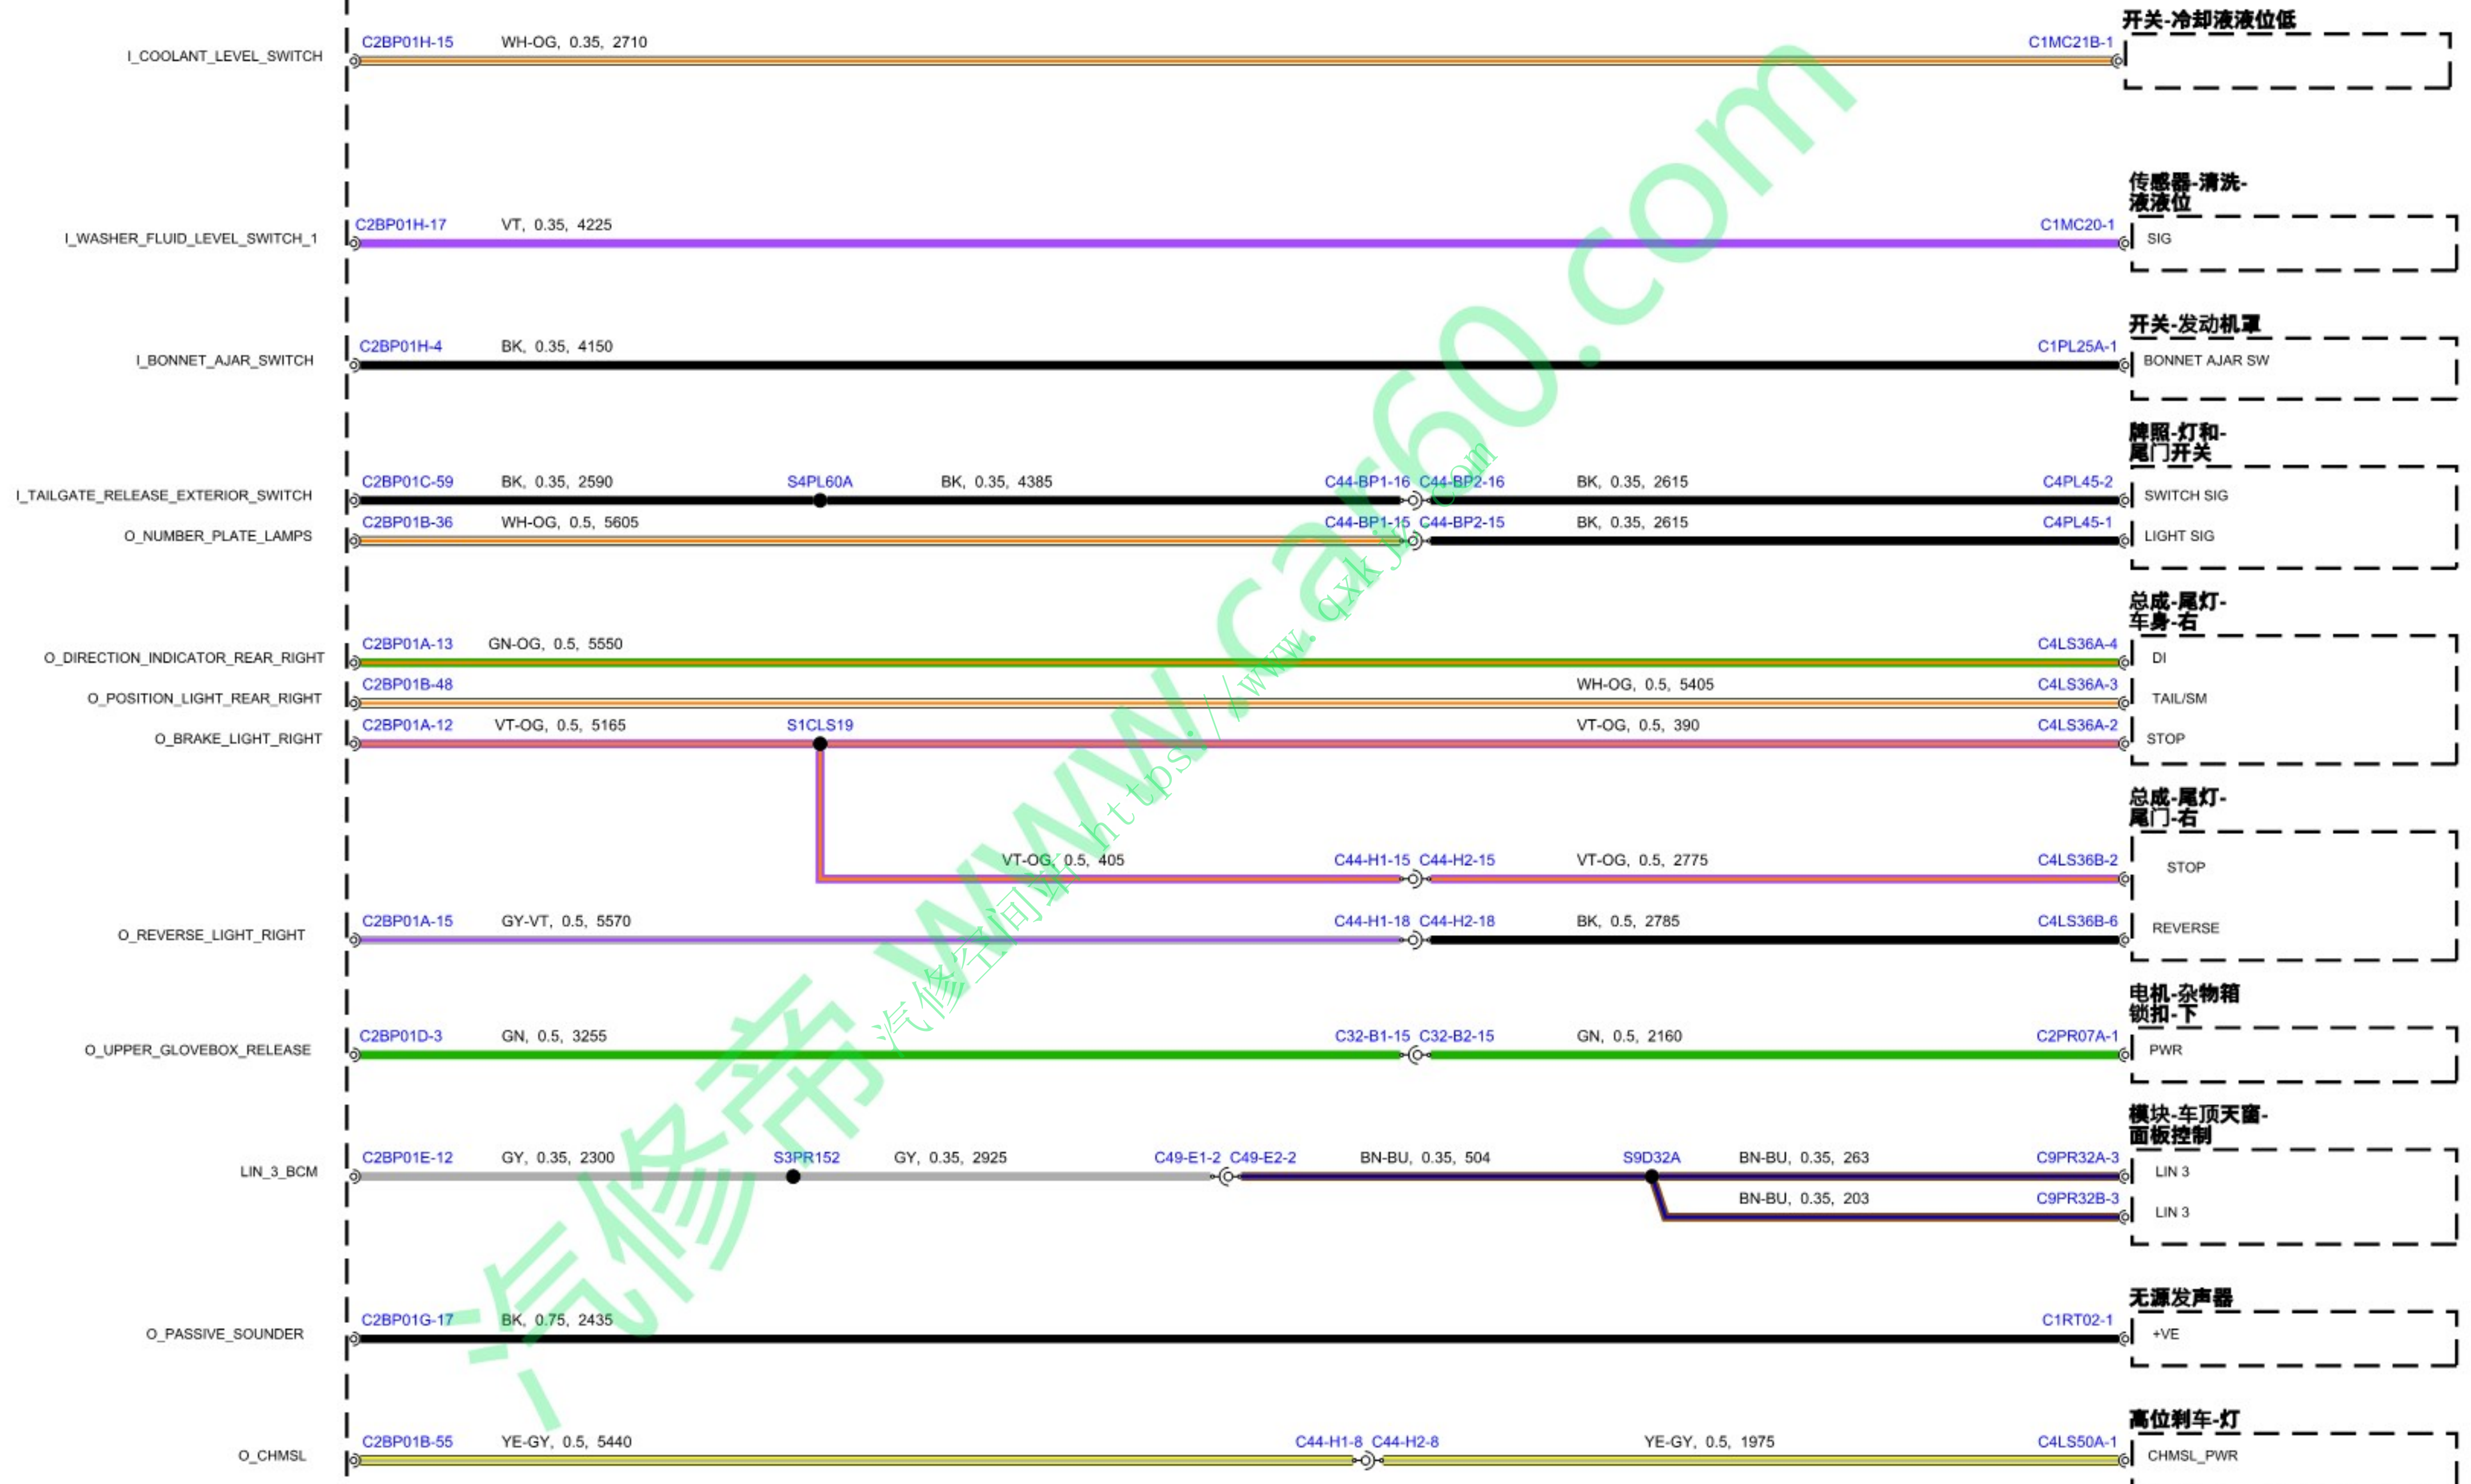 开关-冷却液液位低
I_COOLANT_LEVEL_SWITCH C2BP01H-15 WH-OG, 0.35, 2710 C1MC21B-1
传感器-清洗-
液液位
I_WASHER_FLUID_LEVEL_SWITCH_1 C2BP01H-17 VT, 0.35, 4225 C1MC20-1 SIG
开关-发动机罩
I_BONNET_AJAR_SWITCH C2BP01H-4 BK, 0.35, 4150 C1PL25A-1 BONNET AJAR SW
牌照-灯和-
尾门开关
I_TAILGATE_RELEASE_EXTERIOR_SWITCH C2BP01C-59 BK, 0.35, 2590 S4PL60A BK, 0.35, 4385 C44-BP1-16 C44-BP2-16 BK, 0.35, 2615 C4PL45-2 SWITCH SIG
O_NUMBER_PLATE_LAMPS C2BP01B-36 WH-OG, 0.5, 5605 C44-BP1-15 C44-BP2-15 BK, 0.35, 2615 C4PL45-1 LIGHT SIG
总成-尾灯-
车身-右
O_DIRECTION_INDICATOR_REAR_RIGHT C2BP01A-13 GN-OG, 0.5, 5550 C4LS36A-4 DI
O_POSITION_LIGHT_REAR_RIGHT C2BP01B-48 WH-OG, 0.5, 5405 C4LS36A-3 TAIL/SM
O_BRAKE_LIGHT_RIGHT C2BP01A-12 VT-OG, 0.5, 5165 S1CLS19 VT-OG, 0.5, 390 C4LS36A-2 STOP
总成-尾灯-
尾门-右
VT-OG, 0.5, 405 C44-H1-15 C44-H2-15 VT-OG, 0.5, 2775 C4LS36B-2 STOP
O_REVERSE_LIGHT_RIGHT C2BP01A-15 GY-VT, 0.5, 5570 C44-H1-18 C44-H2-18 BK, 0.5, 2785 C4LS36B-6 REVERSE
电机-杂物箱
锁扣-下
O_UPPER_GLOVEBOX_RELEASE C2BP01D-3 GN, 0.5, 3255 C32-B1-15 C32-B2-15 GN, 0.5, 2160 C2PR07A-1 PWR
模块-车顶天窗-
面板控制
LIN_3_BCM C2BP01E-12 GY, 0.35, 2300 S3PR152 GY, 0.35, 2925 C49-E1-2 C49-E2-2 BN-BU, 0.35, 504 S9D32A BN-BU, 0.35, 263 C9PR32A-3 LIN 3
BN-BU, 0.35, 203 C9PR32B-3 LIN 3
无源发声器
O_PASSIVE_SOUNDER C2BP01G-17 BK, 0.75, 2435 C1RT02-1 +VE
高位刹车-灯
O_CHMSL C2BP01B-55 YE-GY, 0.5, 5440 C44-H1-8 C44-H2-8 YE-GY, 0.5, 1975 C4LS50A-1 CHMSL_PWR
汽修帝 www.car60.com
汽修空间站 https://www.qxkjz.com